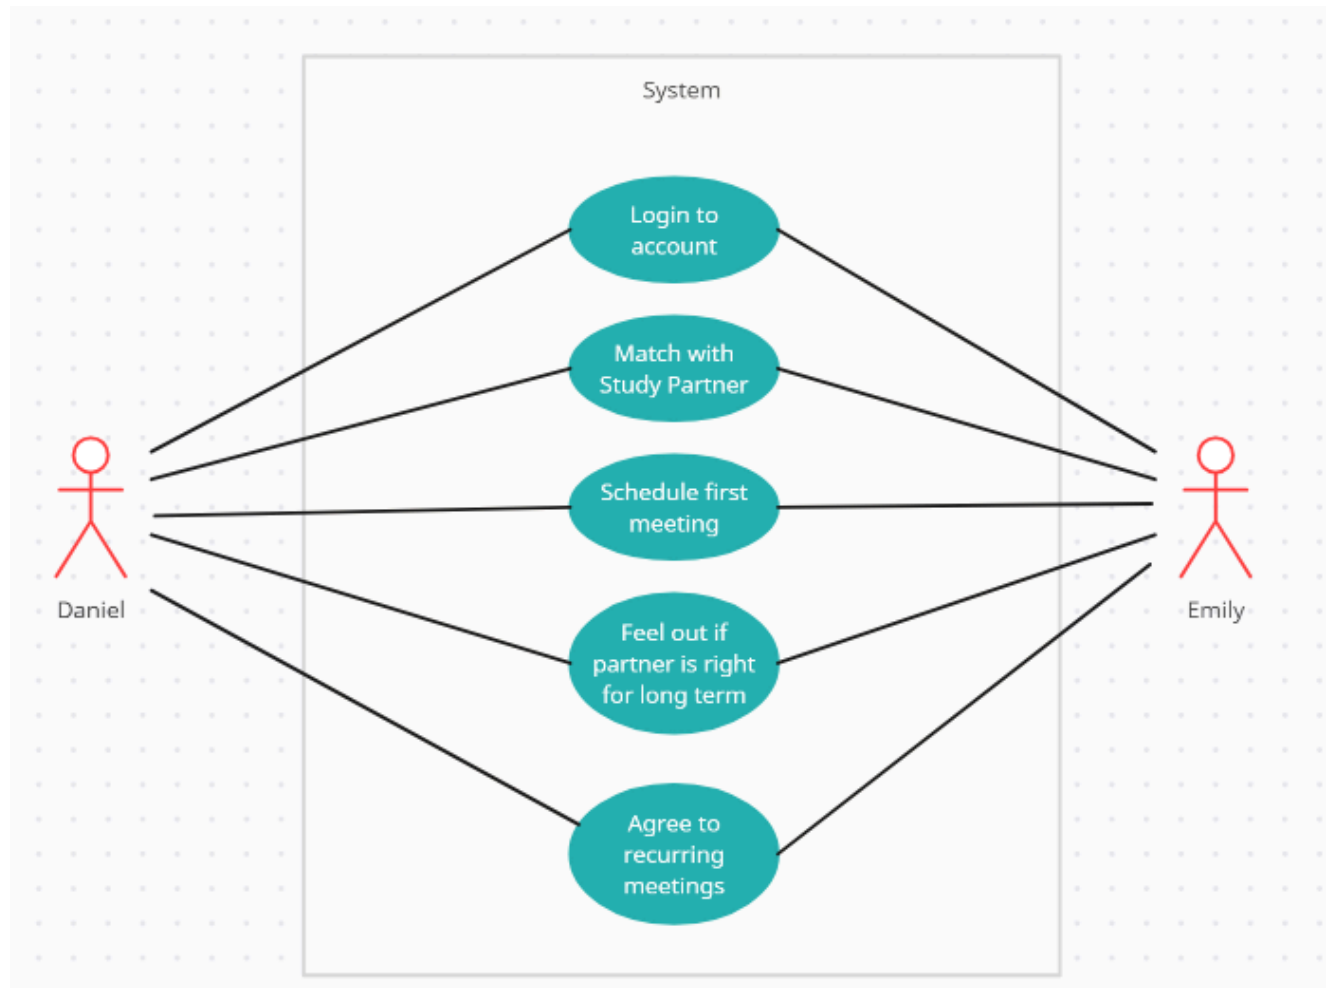 System
Login to
account
Match with
Study Partner
Schedule first
meeting
Feel out if
partner is right
for long term
Agree to
recurring
meetings
Daniel
Emily